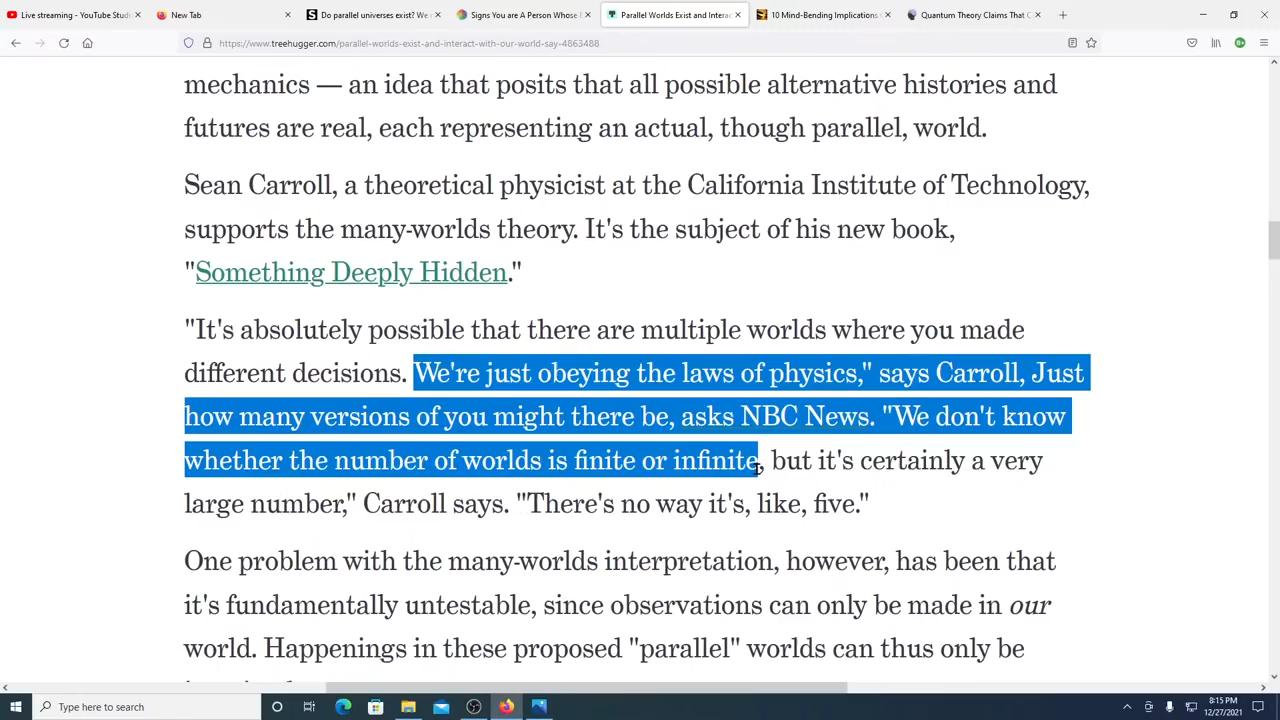 Live streaming - YouTube Stud
New Tab
Do parallel universes exist? We
Signs You are A Person Whose
Parallel Worlds Exist and Interac
10 Mind-Bending Implications
Quantum Theory Claims That C
https://www.treehugger.com/parallel-worlds-exist-and-interact-with-our-world-say-4863488
mechanics — an idea that posits that all possible alternative histories and
futures are real, each representing an actual, though parallel, world.
Sean Carroll, a theoretical physicist at the California Institute of Technology,
supports the many-worlds theory. It's the subject of his new book,
"Something Deeply Hidden."
"It's absolutely possible that there are multiple worlds where you made
different decisions. We're just obeying the laws of physics," says Carroll, Just
how many versions of you might there be, asks NBC News. "We don't know
whether the number of worlds is finite or infinite, but it's certainly a very
large number," Carroll says. "There's no way it's, like, five."
One problem with the many-worlds interpretation, however, has been that
it's fundamentally untestable, since observations can only be made in our
world. Happenings in these proposed "parallel" worlds can thus only be
Type here to search
8:15 PM
12/27/2021